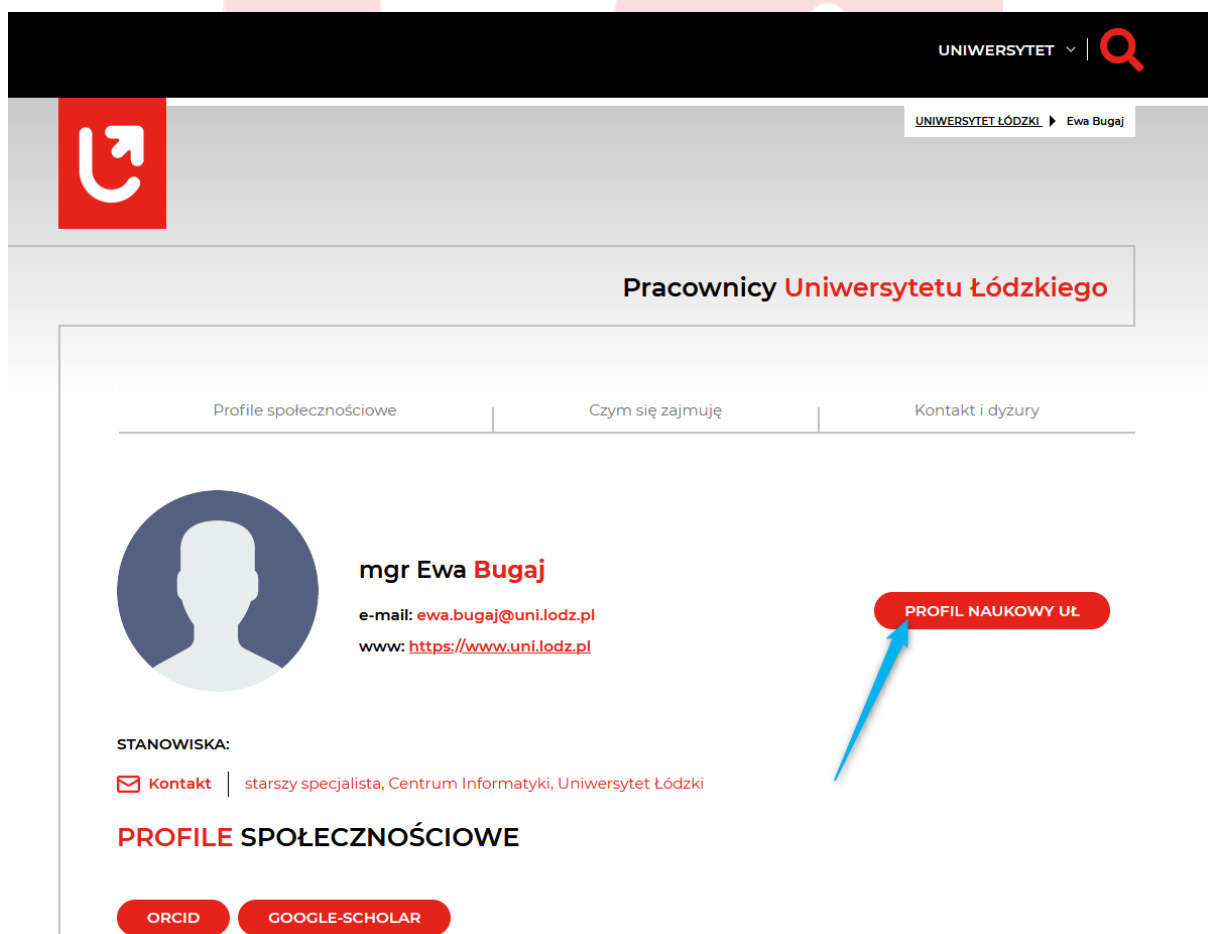 UNIWERSYTET
UNIWERSYTET ŁÓDZKI Ewa Bugaj
Pracownicy Uniwersytetu Łódzkiego
Profile społecznościowe Czym się zajmuję Kontakt i dyżury
mgr Ewa Bugaj
e-mail: ewa.bugaj@uni.lodz.pl
www: https://www.uni.lodz.pl
PROFIL NAUKOWY UŁ
STANOWISKA:
Kontakt starszy specjalista, Centrum Informatyki, Uniwersytet Łódzki
PROFILE SPOŁECZNOŚCIOWE
ORCID GOOGLE-SCHOLAR